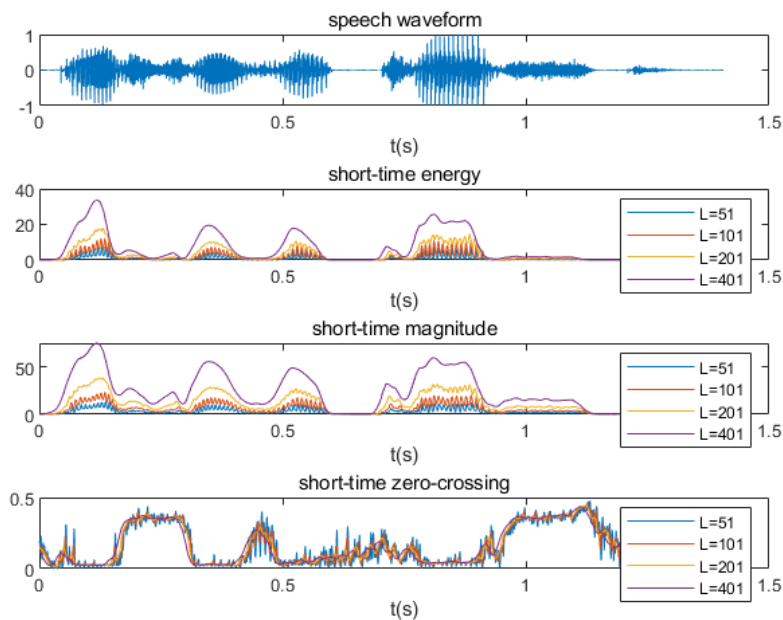 speech waveform
1
0
-1
0 0.5 1 1.5
t(s)
short-time energy
40
20
0
0 0.5 1 1.5
L=51
L=101
L=201
L=401
t(s)
short-time magnitude
50
0
0 0.5 1 1.5
L=51
L=101
L=201
L=401
t(s)
short-time zero-crossing
0.5
0
0 0.5 1 1.5
L=51
L=101
L=201
L=401
t(s)